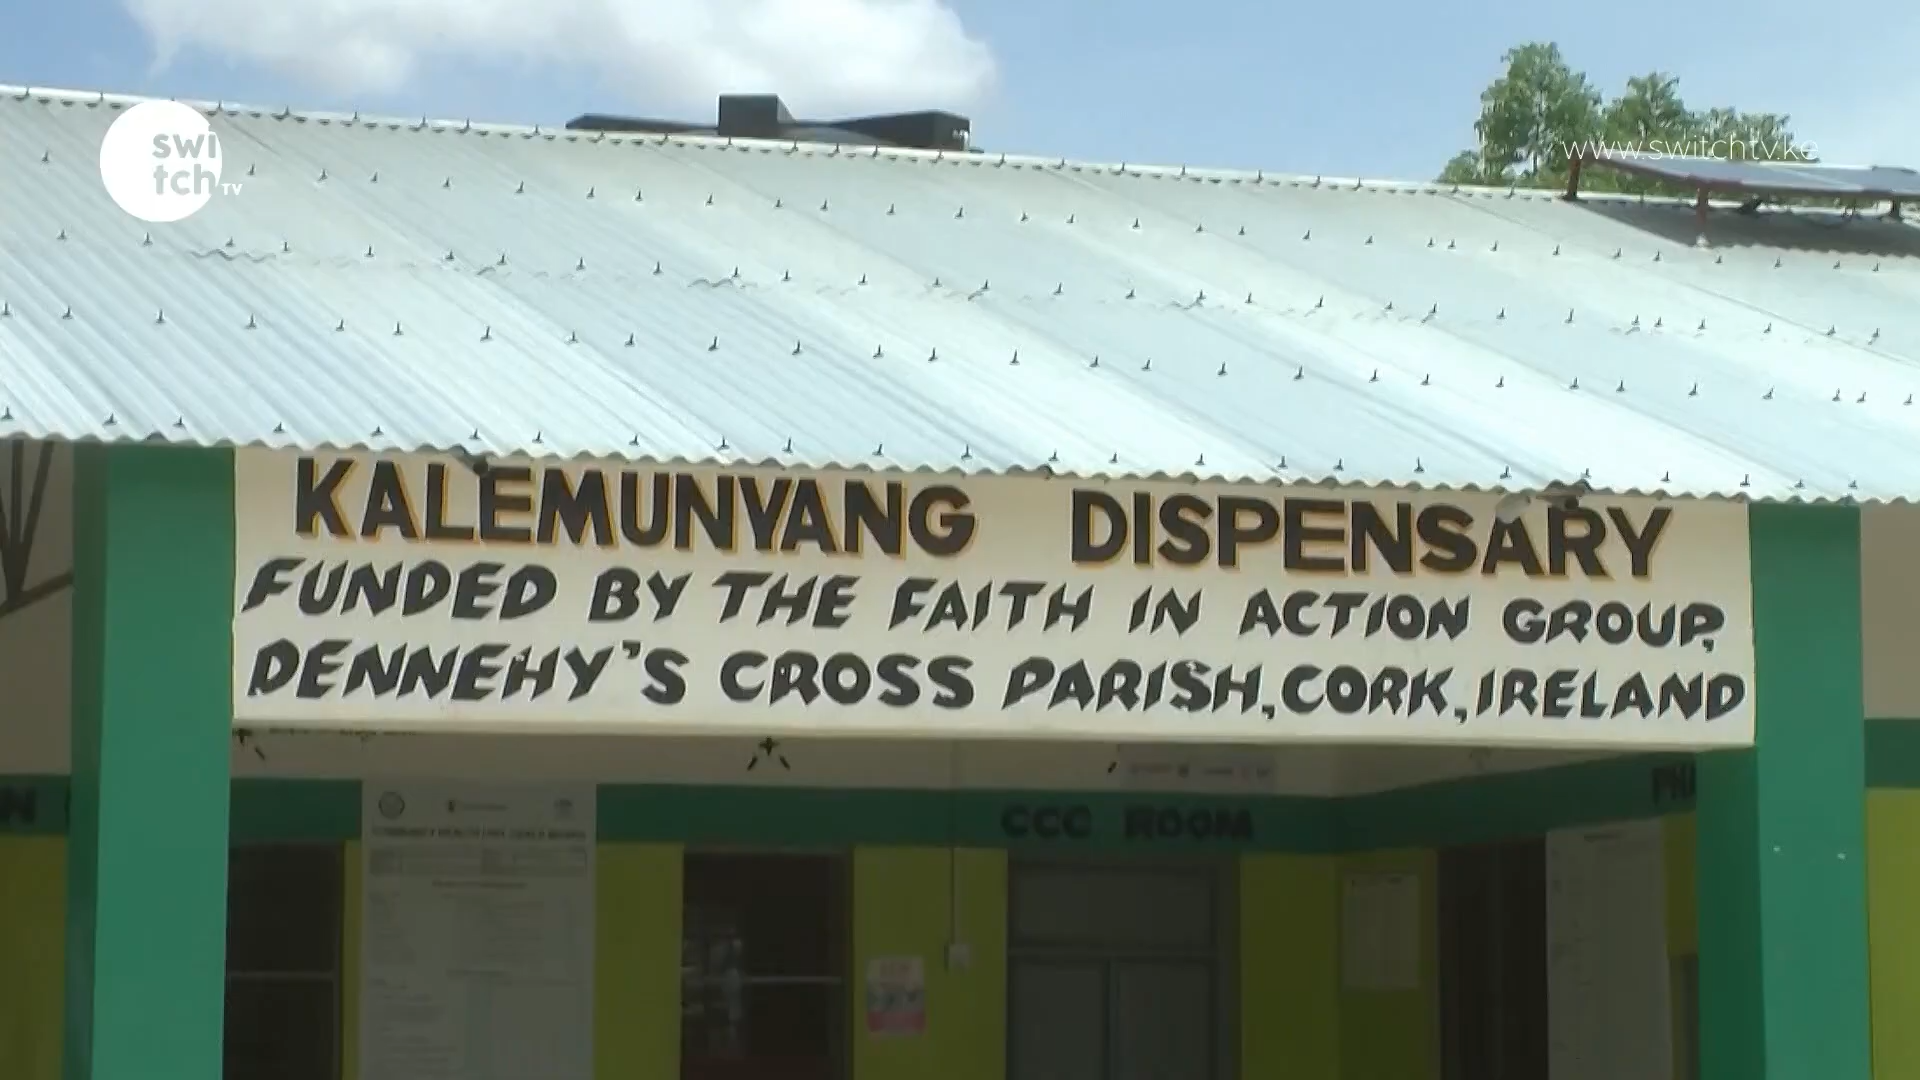 swi
tch TV
www.switchtv.ke
KALEMUNYANG DISPENSARY
FUNDED BY THE FAITH IN ACTION GROUP,
DENNEHY'S CROSS PARISH, CORK, IRELAND
CCC ROOM